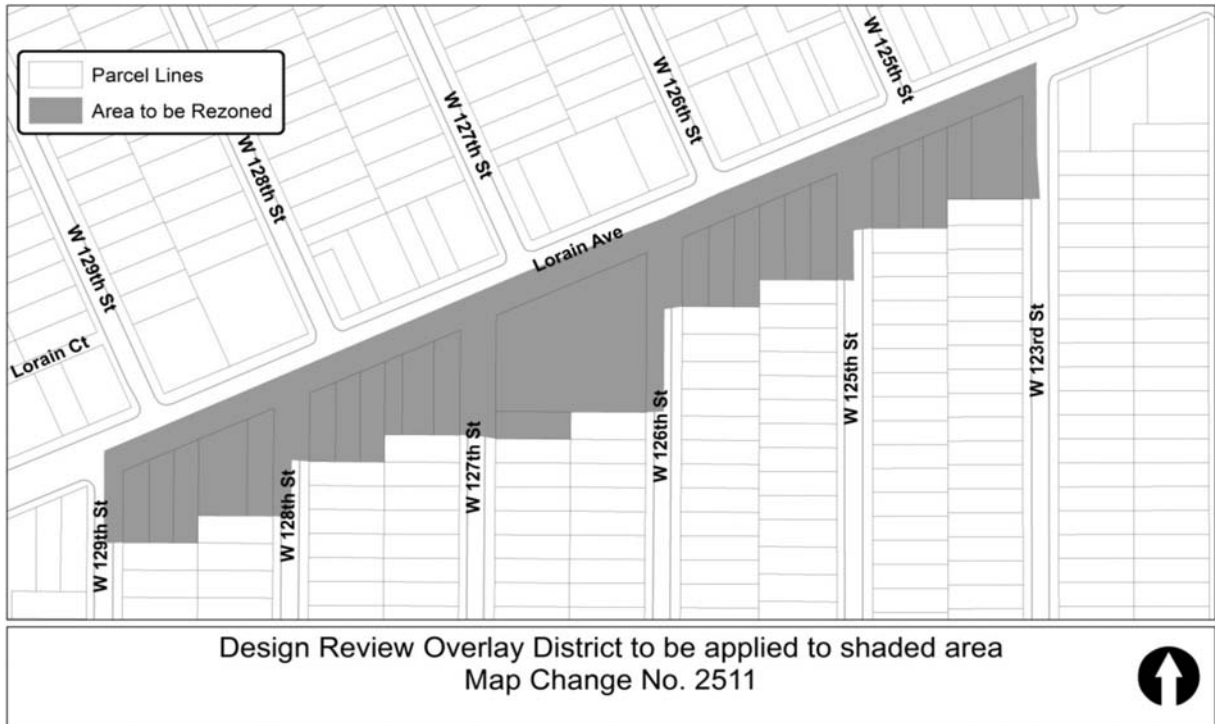 Parcel Lines
Area to be Rezoned
W 129th St
W 128th St
W 127th St
W 126th St
W 125th St
Lorain Ct
Lorain Ave
W 129th St
W 128th St
W 127th St
W 126th St
W 125th St
W 123rd St
Design Review Overlay District to be applied to shaded area
Map Change No. 2511